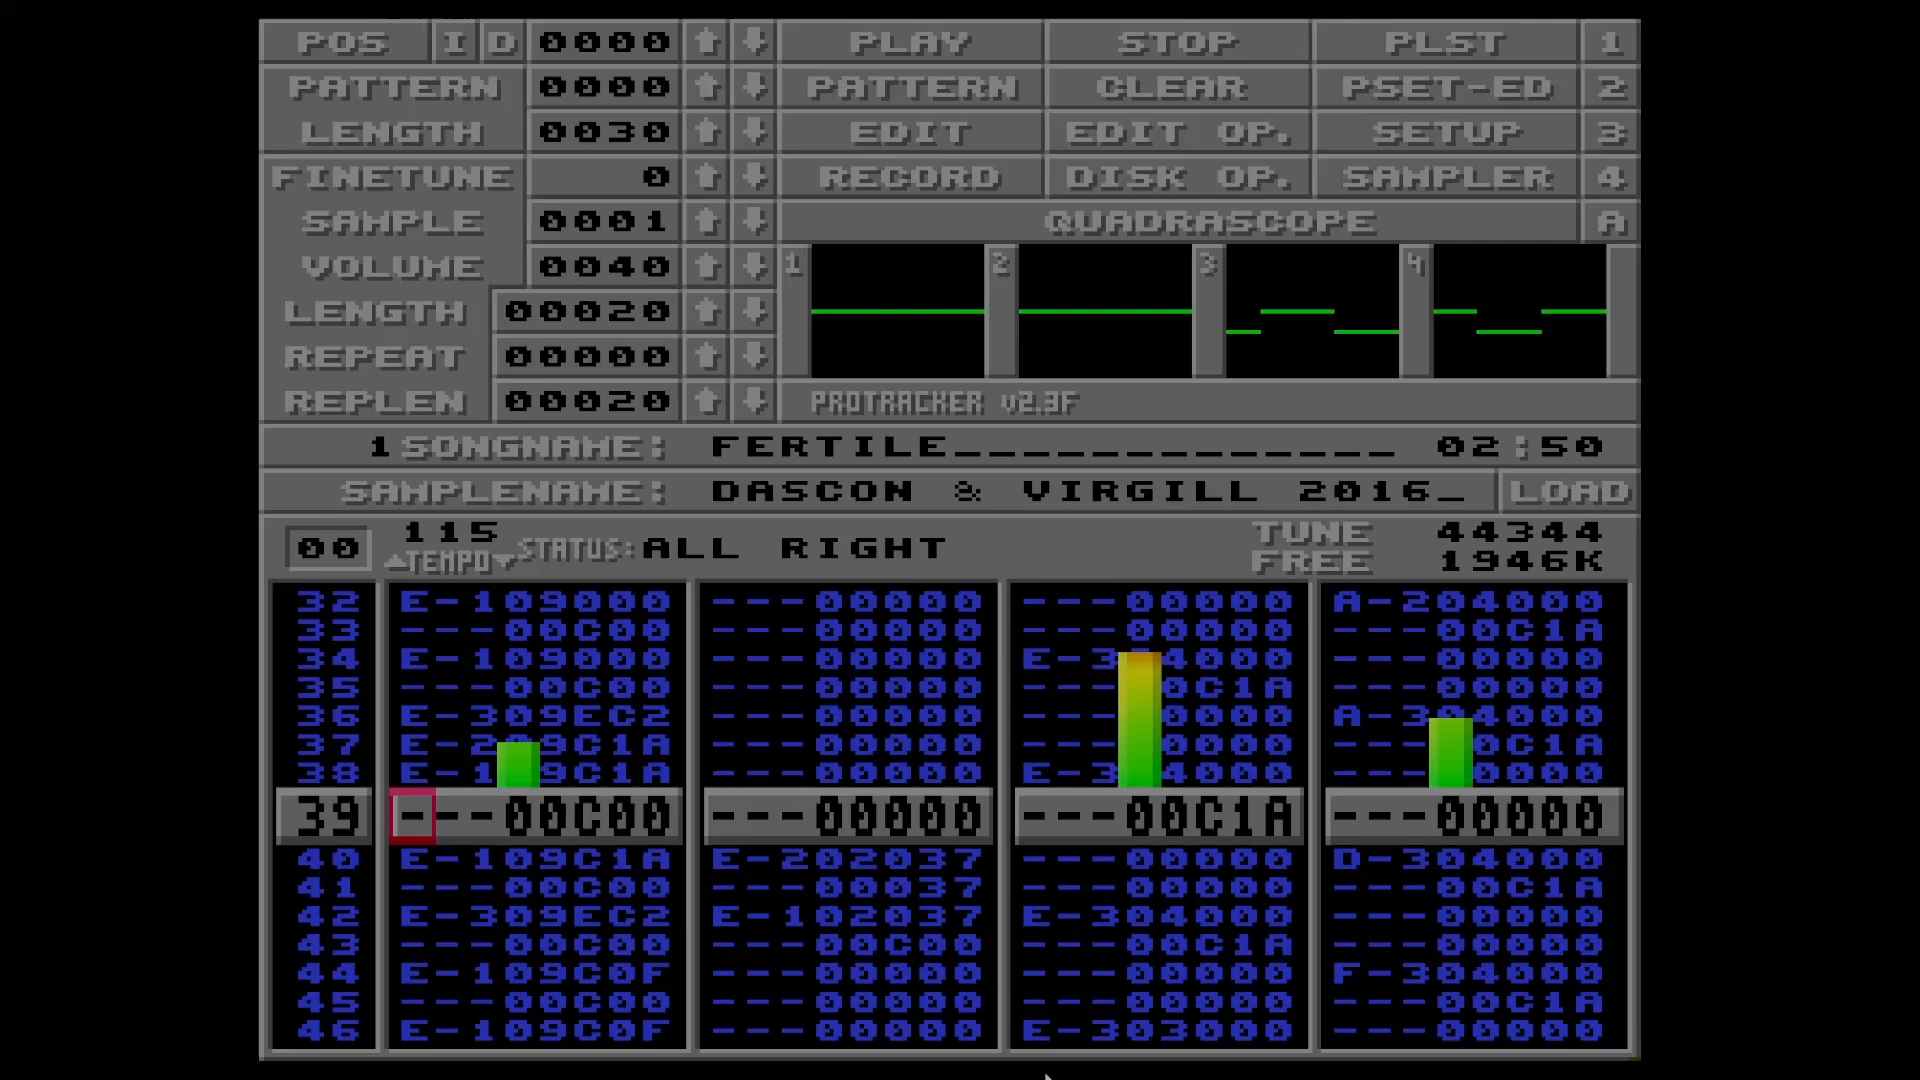 POS I D 0000 PLAY STOP PLST 1
PATTERN 0000 PATTERN CLEAR PSET-ED 2
LENGTH 0030 EDIT EDIT OP. SETUP 3
FINETUNE 0 RECORD DISK OP. SAMPLER 4
SAMPLE 0001 QUADRASCOPE A
VOLUME 0040 1 2 3 4
LENGTH 00020
REPEAT 00000
REPLEN 00020 PROTRACKER v2.3F
1 SONGNAME: FERTILE_____________ 02:50
SAMPLENAME: DASCON & VIRGILL 2016_ LOAD
00 115 TUNE 44344
TEMPO STATUS: ALL RIGHT FREE 1946K
32 E-109000 ---00000 ---00000 A-204000
33 ---00C00 ---00000 ---00000 ---00C1A
34 E-109000 ---00000 E-304000 ---00000
35 ---00C00 ---00000 ---00C1A ---00000
36 E-309EC2 ---00000 ---00000 A-304000
37 E-209C1A ---00000 ---00000 ---00C1A
38 E-109C1A ---00000 E-304000 ---00000
39 ---00C00 ---00000 ---00C1A ---00000
40 E-109C1A E-202037 ---00000 D-304000
41 ---00C00 ---00037 ---00000 ---00C1A
42 E-309EC2 E-102037 E-304000 ---00000
43 ---00C00 ---00C00 ---00C1A ---00000
44 E-109C0F ---00000 ---00000 F-304000
45 ---00C00 ---00000 ---00000 ---00C1A
46 E-109C0F ---00000 E-303000 ---00000